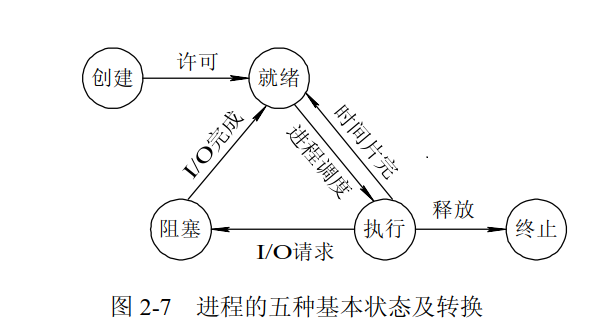 许可
创建
就绪
I/O完成
进程调度
时间片完
阻塞
执行
释放
终止
I/O请求
图 2-7 进程的五种基本状态及转换